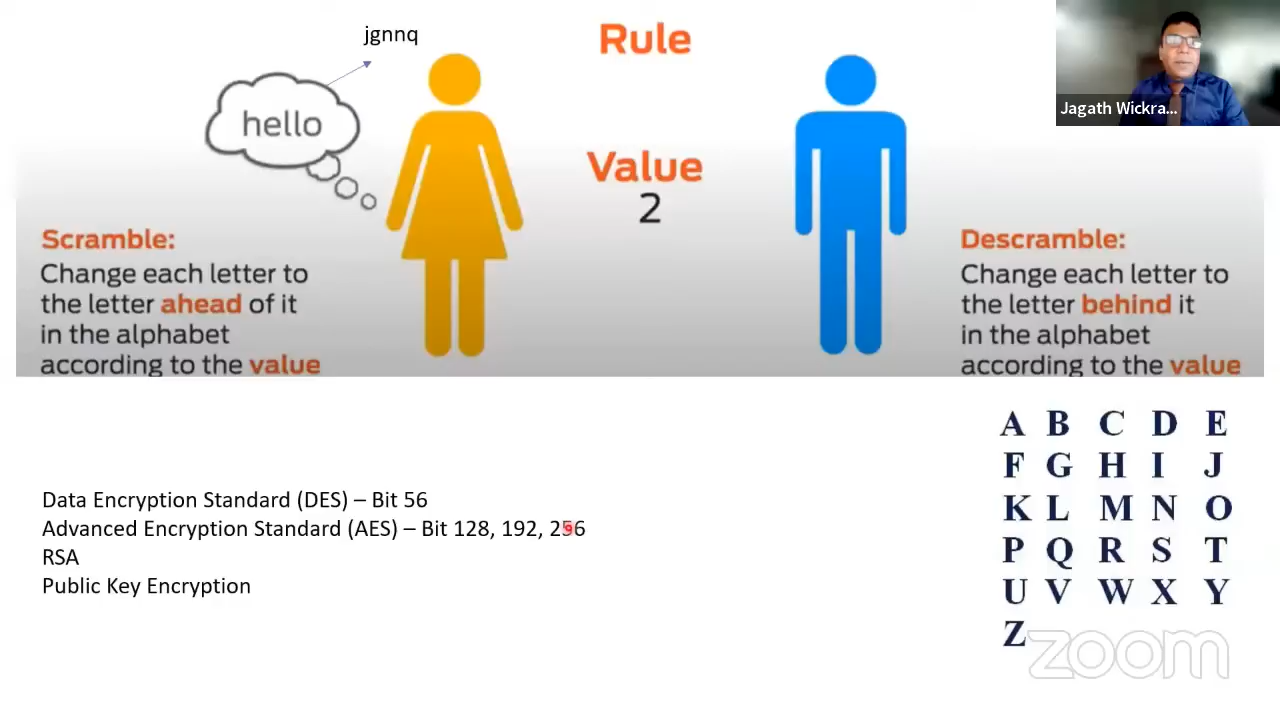 jgnnq
Rule
hello
Jagath Wickra...
Value
2
Scramble:
Change each letter to
the letter ahead of it
in the alphabet
according to the value
Descramble:
Change each letter to
the letter behind it
in the alphabet
according to the value
A B C D E
F G H I J
K L M N O
P Q R S T
U V W X Y
Z
Data Encryption Standard (DES) – Bit 56
Advanced Encryption Standard (AES) – Bit 128, 192, 256
RSA
Public Key Encryption
zoom